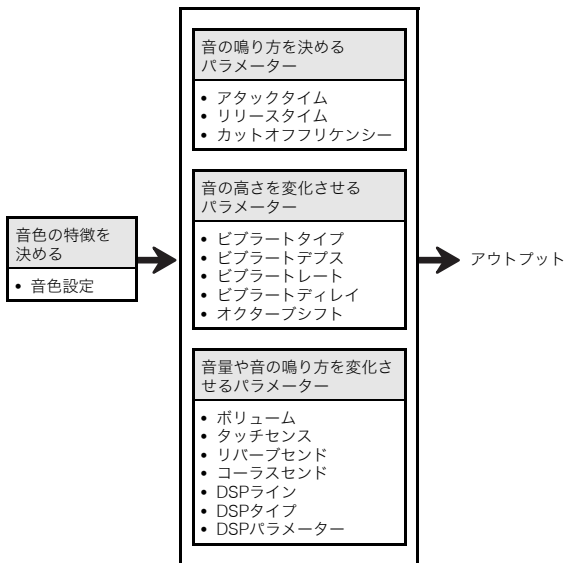 音色の特徴を
決める
• 音色設定
音の鳴り方を決める
パラメーター
• アタックタイム
• リリースタイム
• カットオフフリケンシー
音の高さを変化させる
パラメーター
• ビブラートタイプ
• ビブラートデプス
• ビブラートレート
• ビブラートディレイ
• オクターブシフト
音量や音の鳴り方を変化さ
せるパラメーター
• ボリューム
• タッチセンス
• リバーブセンド
• コーラスセンド
• DSPライン
• DSPタイプ
• DSPパラメーター
アウトプット